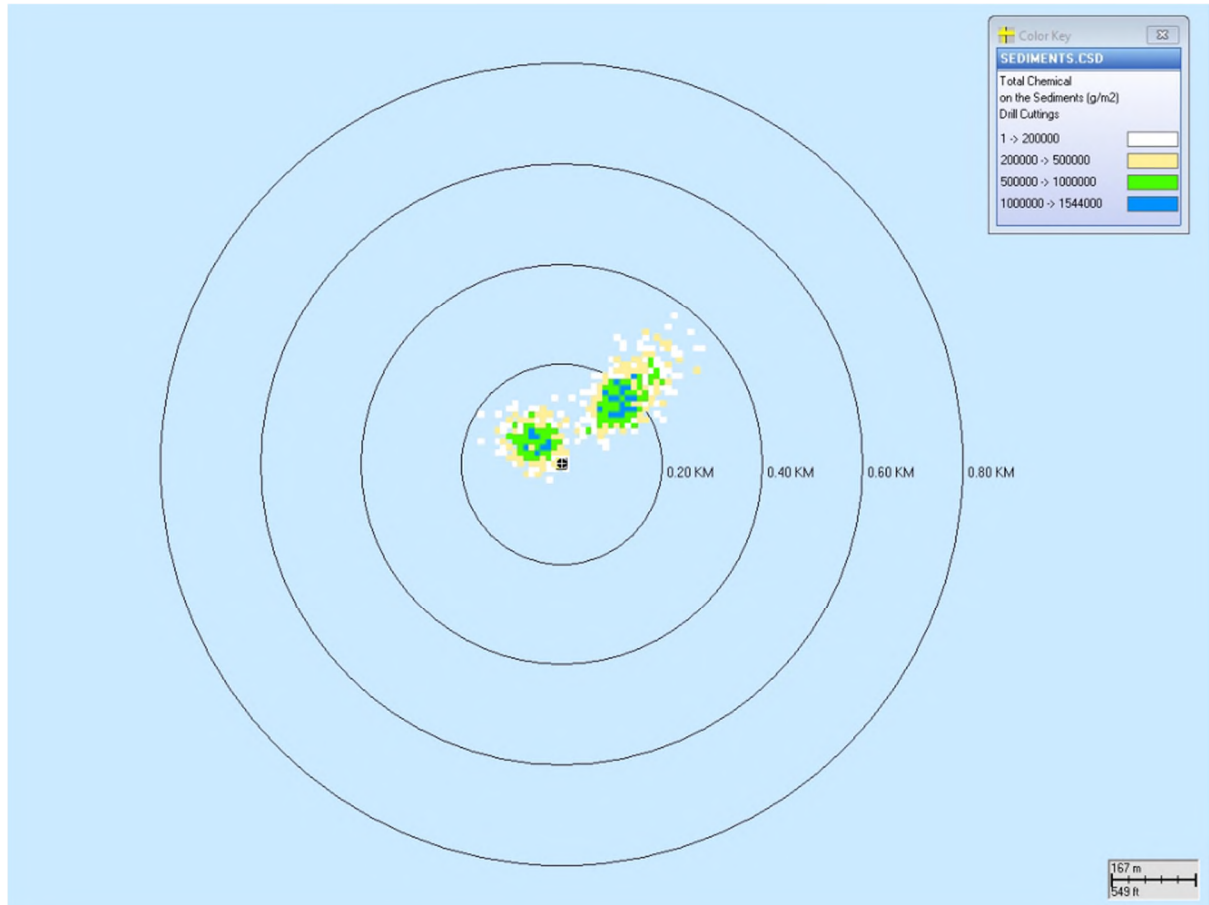 Color Key
SEDIMENTS.CSD
Total Chemical
on the Sediments (g/m2)
Drill Cuttings
1 -> 200000
200000 -> 500000
500000 -> 1000000
1000000 -> 1544000
0.20 KM 0.40 KM 0.60 KM 0.80 KM
167 m
549 ft